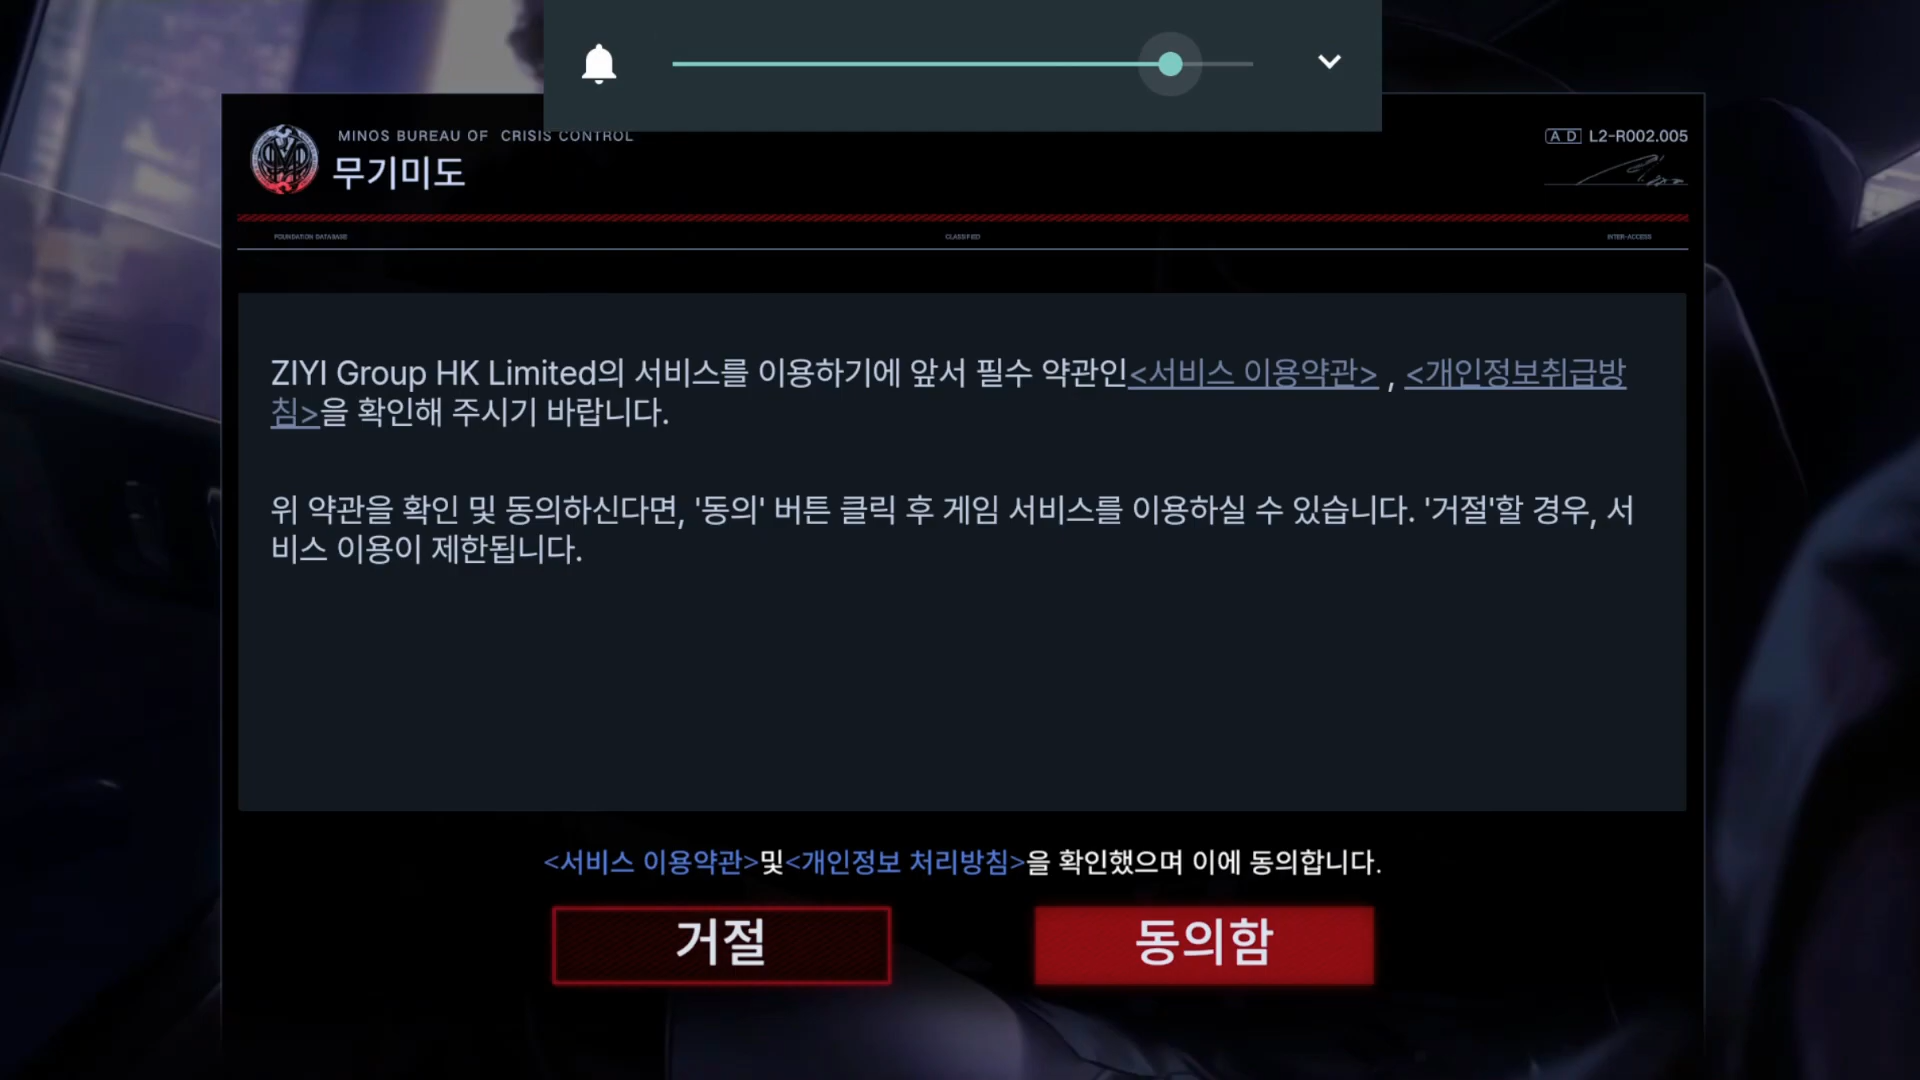 MINOS BUREAU OF CRISIS CONTROL
무기미도
AD L2-R002.005
FOUNDATION DATABASE
CLASSIFIED
INTER-ACCESS
ZIYI Group HK Limited의 서비스를 이용하기에 앞서 필수 약관인<서비스 이용약관> , <개인정보취급방
침>을 확인해 주시기 바랍니다.
위 약관을 확인 및 동의하신다면, '동의' 버튼 클릭 후 게임 서비스를 이용하실 수 있습니다. '거절'할 경우, 서
비스 이용이 제한됩니다.
<서비스 이용약관>및<개인정보 처리방침>을 확인했으며 이에 동의합니다.
거절
동의함